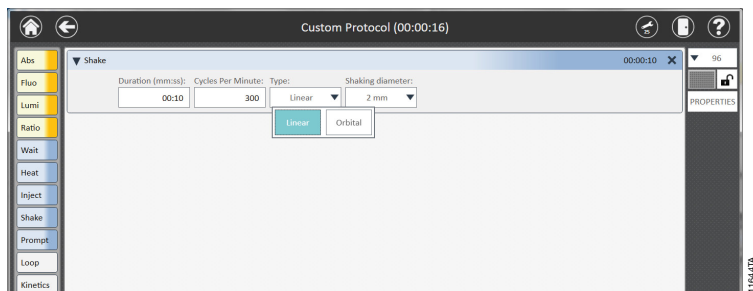 Custom Protocol (00:00:16)
25
?
Abs
Fluo
Lumi
Ratio
Wait
Heat
Inject
Shake
Prompt
Loop
Kinetics
Shake
00:00:10
Duration (mm:ss): Cycles Per Minute: Type: Shaking diameter:
00:10 300 Linear 2 mm
Linear Orbital
96
PROPERTIES